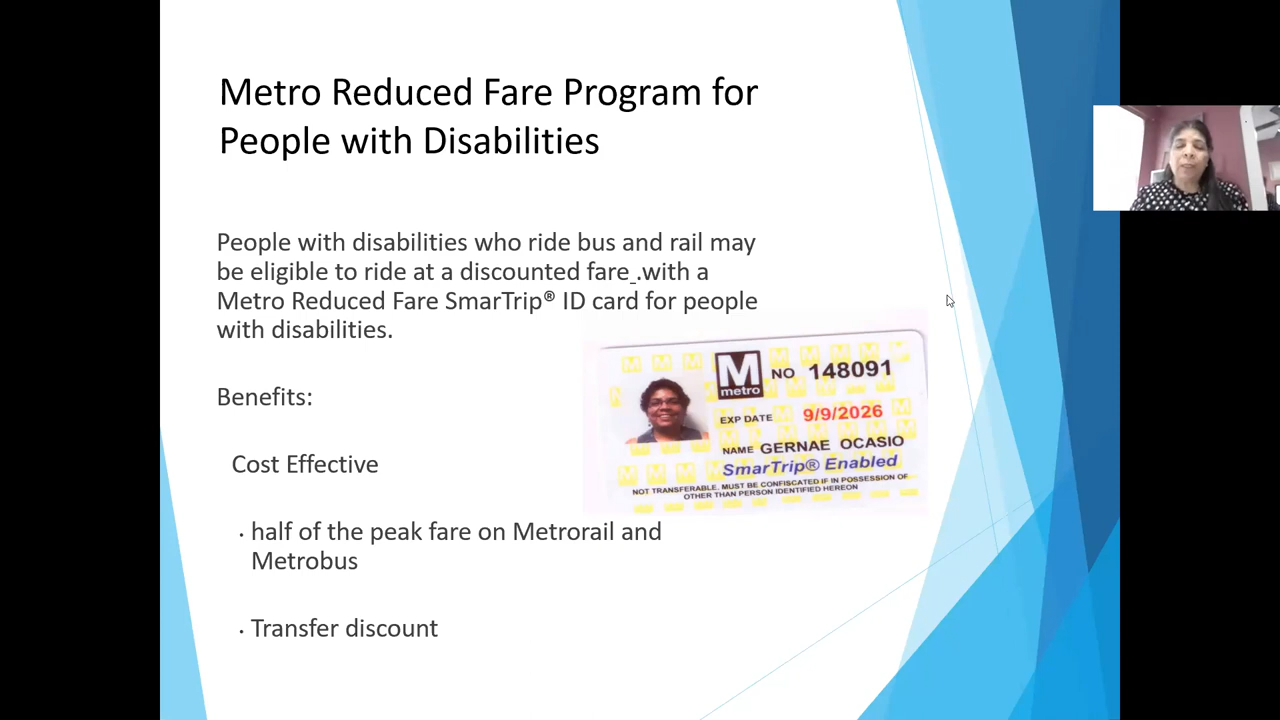 Metro Reduced Fare Program for
People with Disabilities
People with disabilities who ride bus and rail may
be eligible to ride at a discounted fare .with a
Metro Reduced Fare SmarTrip® ID card for people
with disabilities.
Benefits:
Cost Effective
· half of the peak fare on Metrorail and
Metrobus
· Transfer discount
M
metro
NO 148091
EXP DATE 9/9/2026
NAME GERNAE OCASIO
SmarTrip® Enabled
NOT TRANSFERABLE. MUST BE CONFISCATED IF IN POSSESSION OF
OTHER THAN PERSON IDENTIFIED HEREON